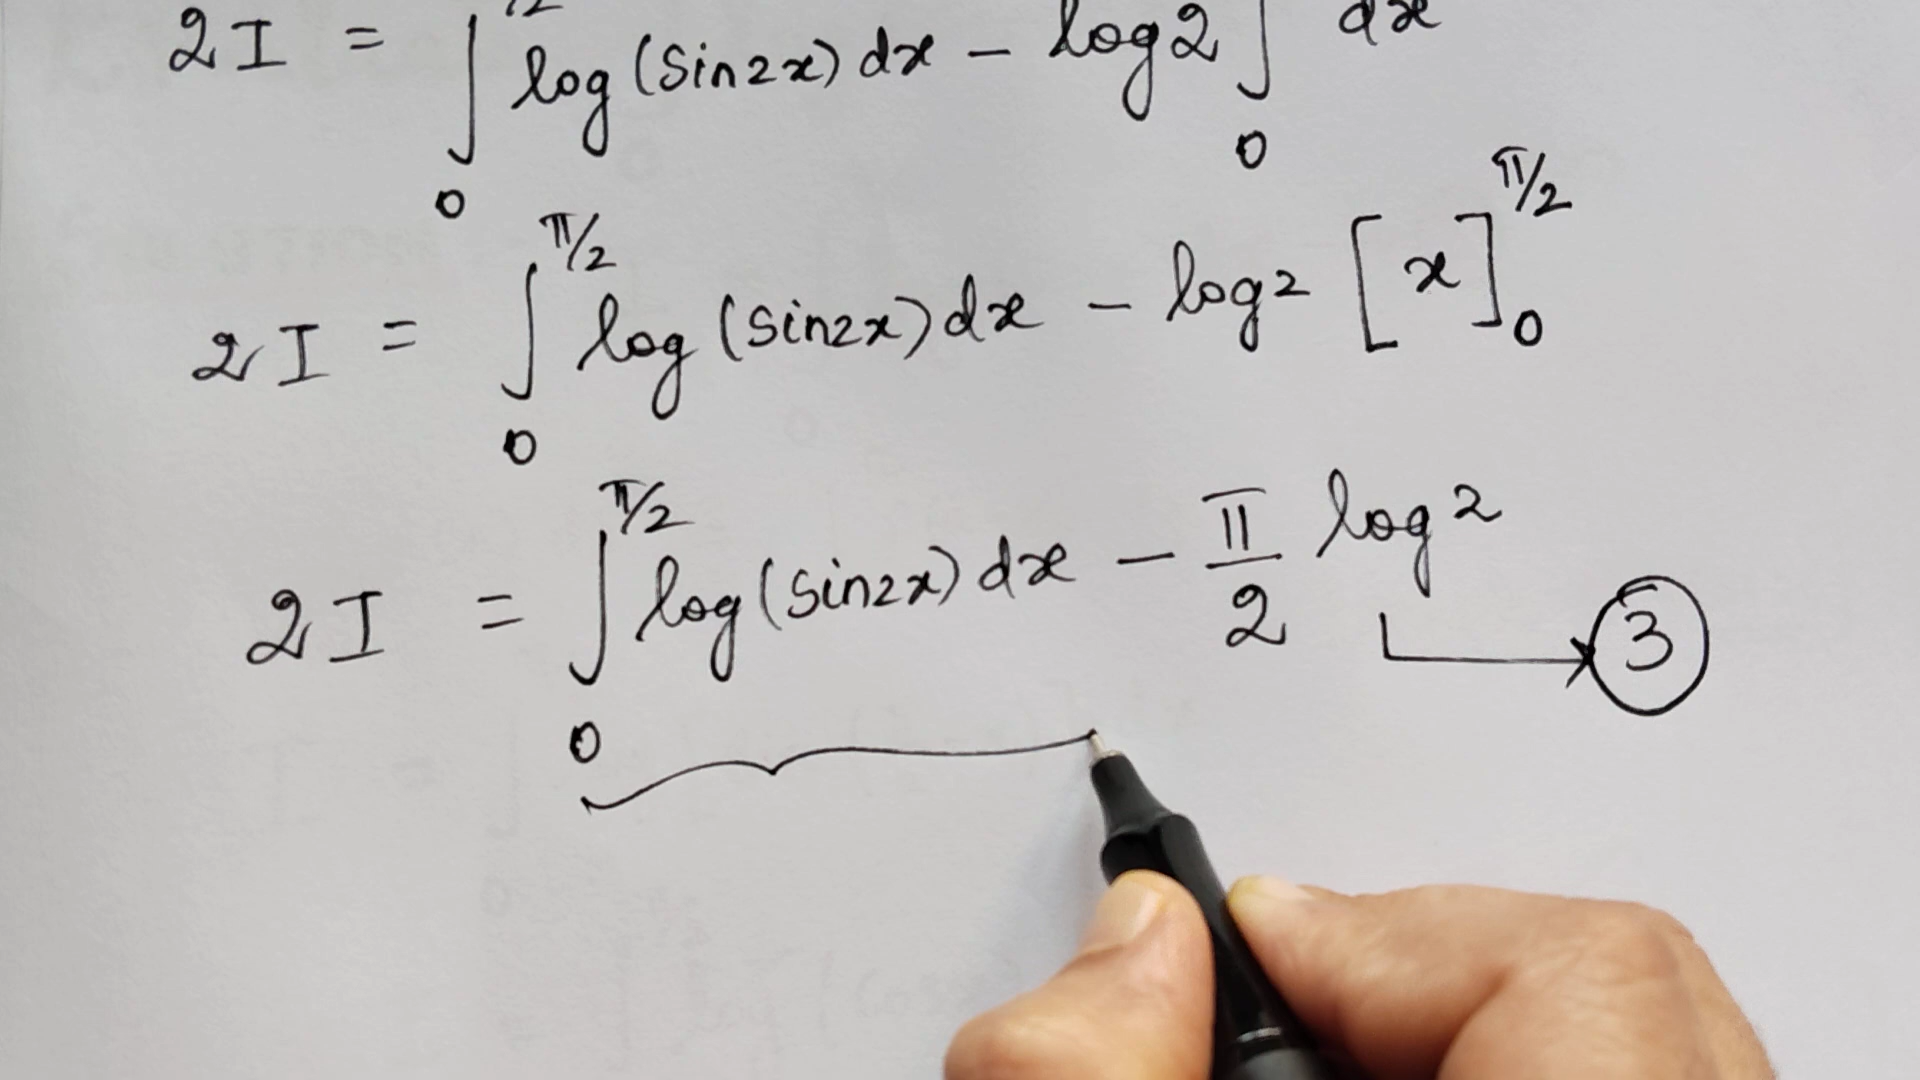 2I = ∫₀^π/2 log(sin2x)dx − log2 ∫₀ dx
2I = ∫₀^π/2 log(sin2x)dx − log2 [x]₀^π/2
2I = ∫₀^π/2 log(sin2x)dx − π/2 log2
3